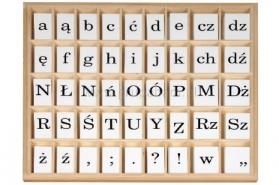 a ą b c ć d e cz dz
ę f g h i j k ch dź
N Ł N ń O Ó P M Dż
R S Ś T U Y Z Rz Sz
ż ź , ; . ? ! w „